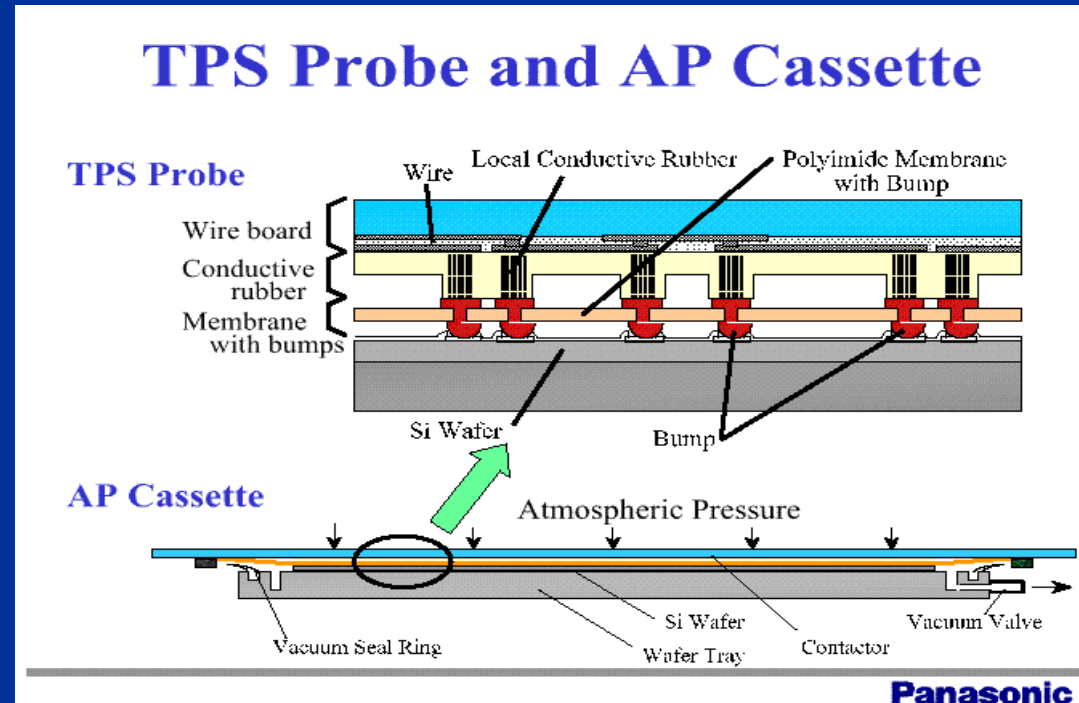 TPS Probe and AP Cassette
TPS Probe
Wire
Local Conductive Rubber
Polyimide Membrane
with Bump
Wire board
Conductive
rubber
Membrane
with bumps
Si Wafer
Bump
AP Cassette
Atmospheric Pressure
Si Wafer
Vacuum Valve
Vacuum Seal Ring
Wafer Tray
Contactor
Panasonic